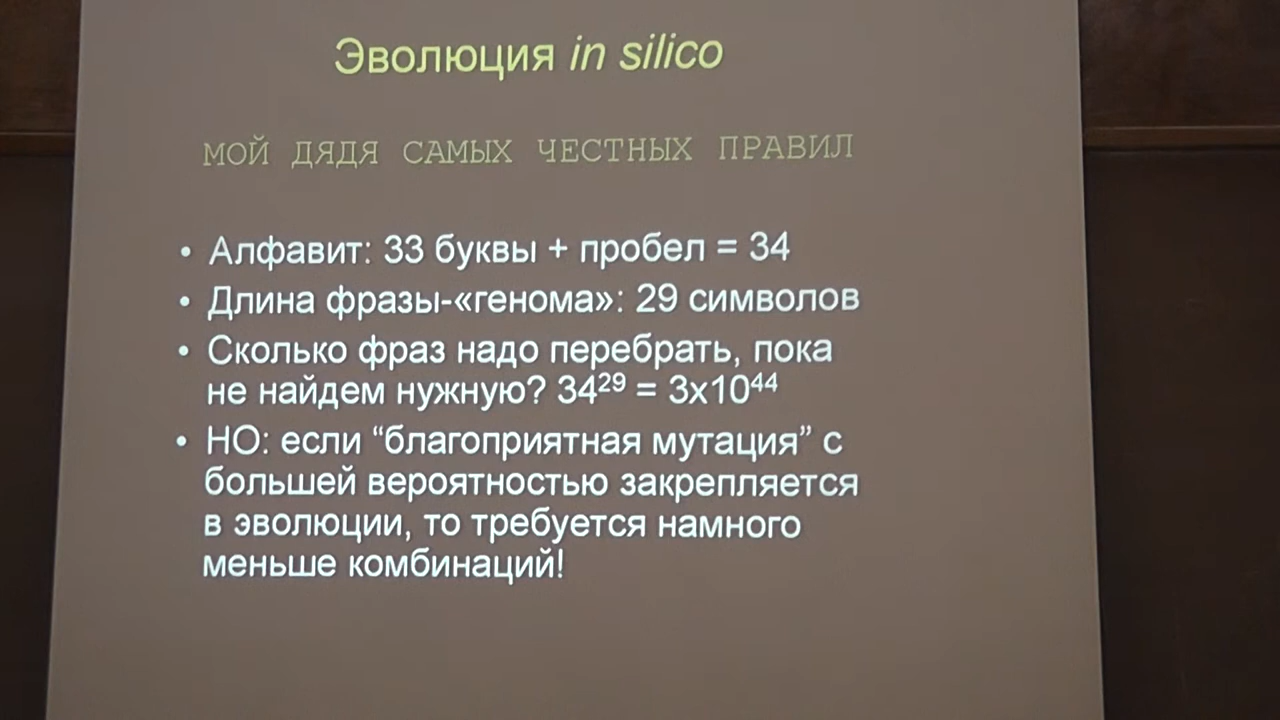 Эволюция in silico
МОЙ ДЯДЯ САМЫХ ЧЕСТНЫХ ПРАВИЛ
• Алфавит: 33 буквы + пробел = 34
• Длина фразы-«генома»: 29 символов
• Сколько фраз надо перебрать, пока
не найдем нужную? 34²⁹ = 3x10⁴⁴
• НО: если “благоприятная мутация” с
большей вероятностью закрепляется
в эволюции, то требуется намного
меньше комбинаций!